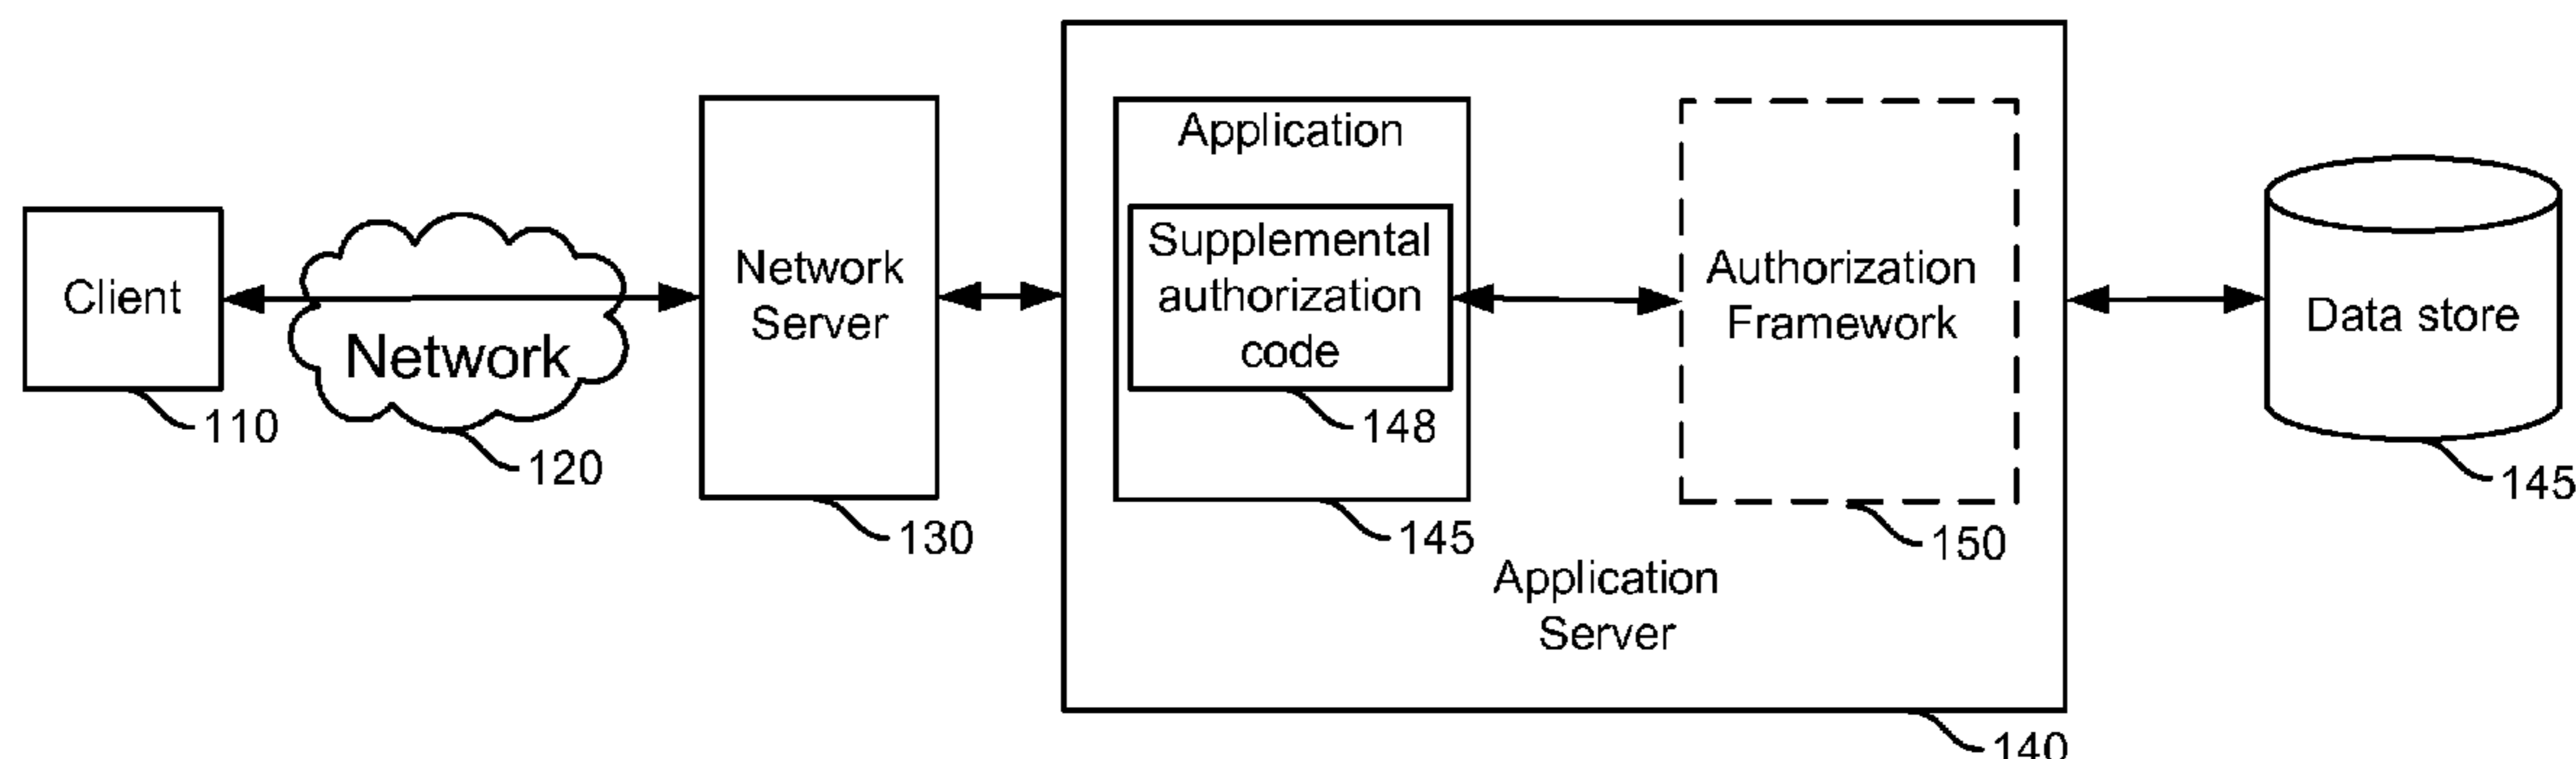 Client
110
Network
120
Network
Server
130
Application
Supplemental
authorization
code
148
145
Authorization
Framework
150
Application
Server
140
Data store
145